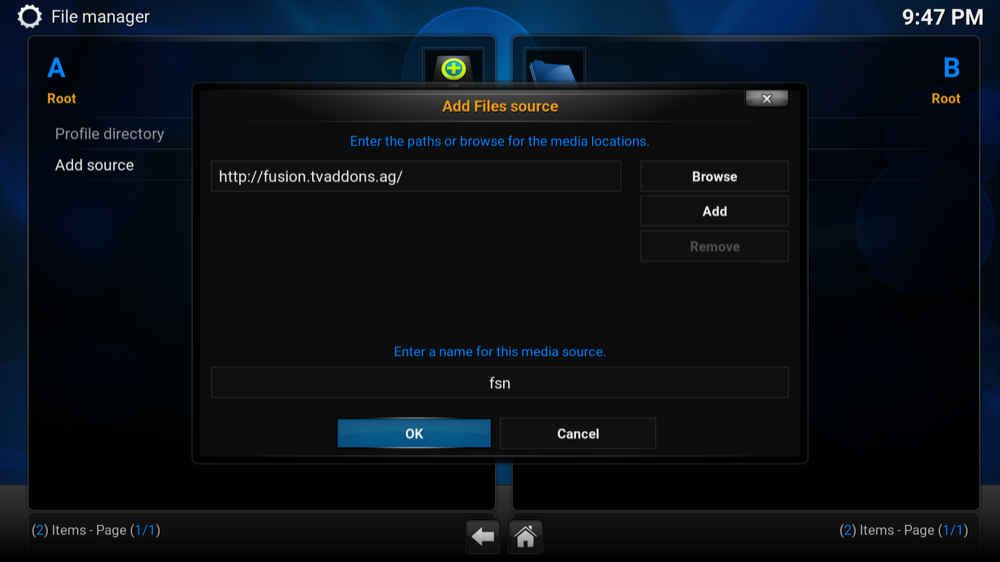 File manager
9:47 PM
A
B
Root
Root
Add Files source
Enter the paths or browse for the media locations.
Profile directory
Add source
http://fusion.tvaddons.ag/
Browse
Add
Remove
Enter a name for this media source.
fsn
OK
Cancel
(2) Items - Page (1/1)
(2) Items - Page (1/1)